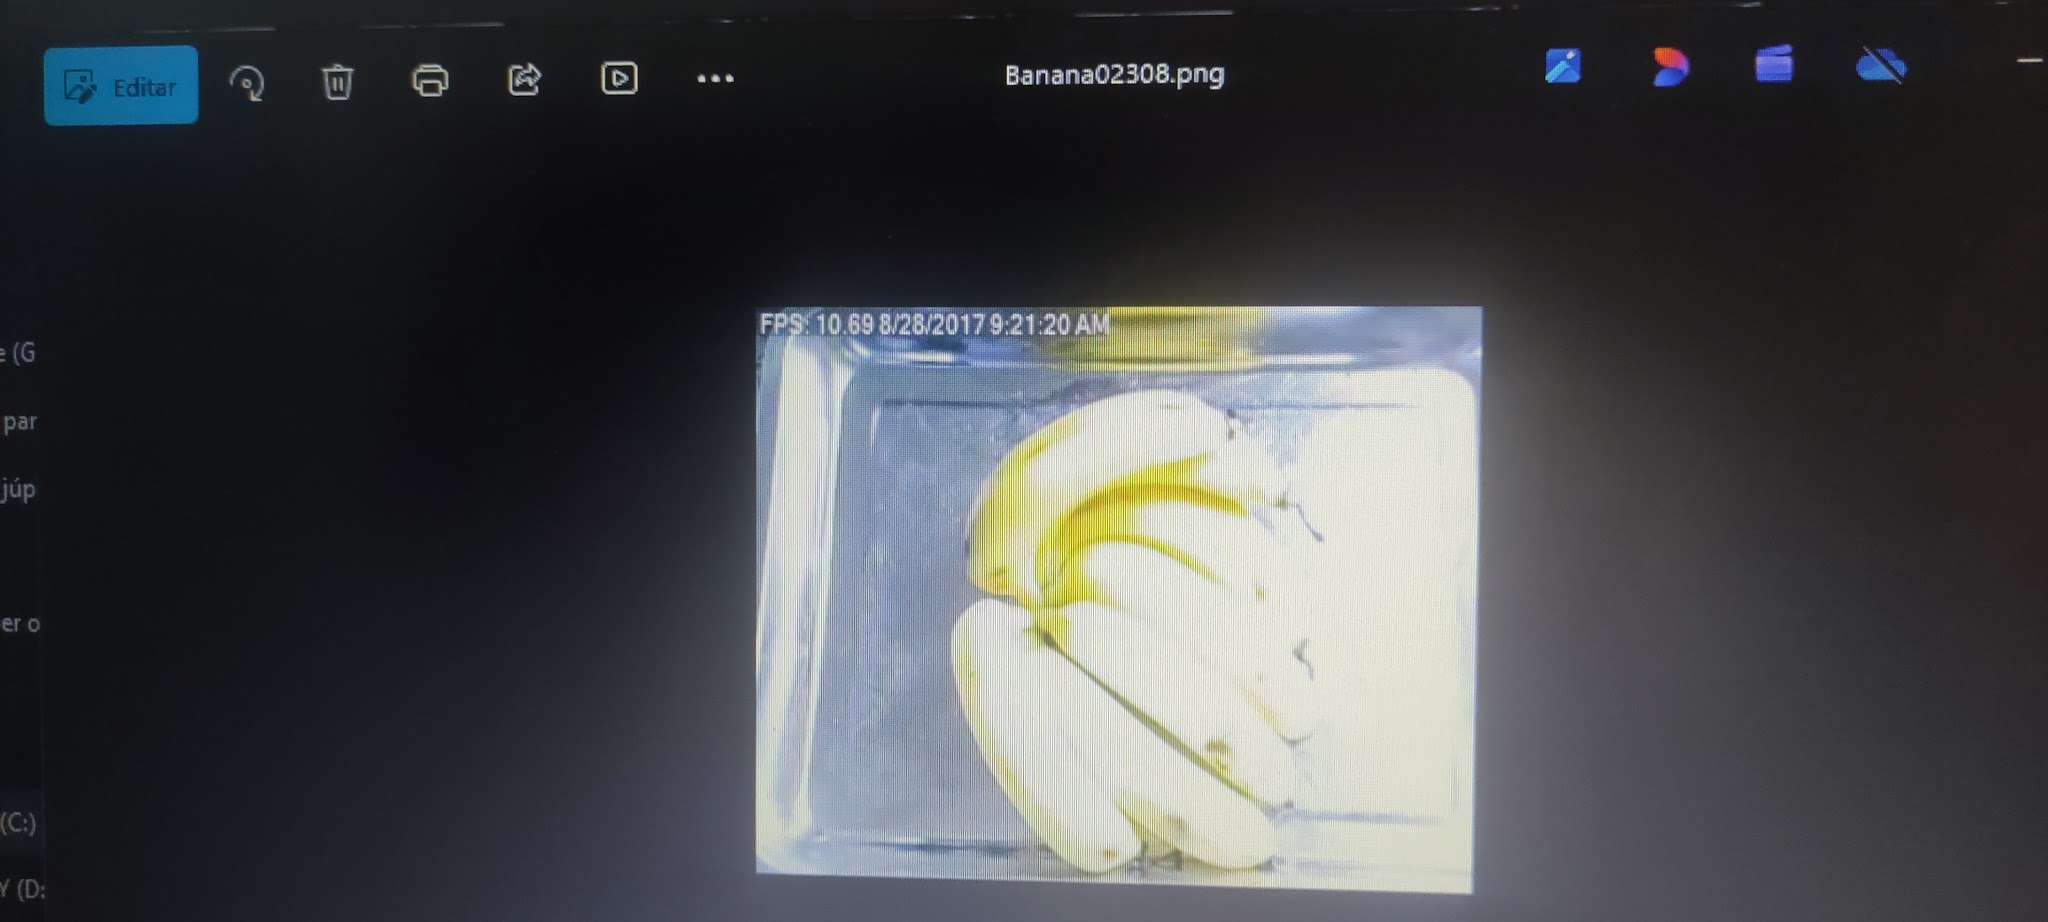 Editar
Banana02308.png
FPS: 10.69 8/28/2017 9:21:20 AM
e (G
par
júp
er o
(C:)
Y (D: